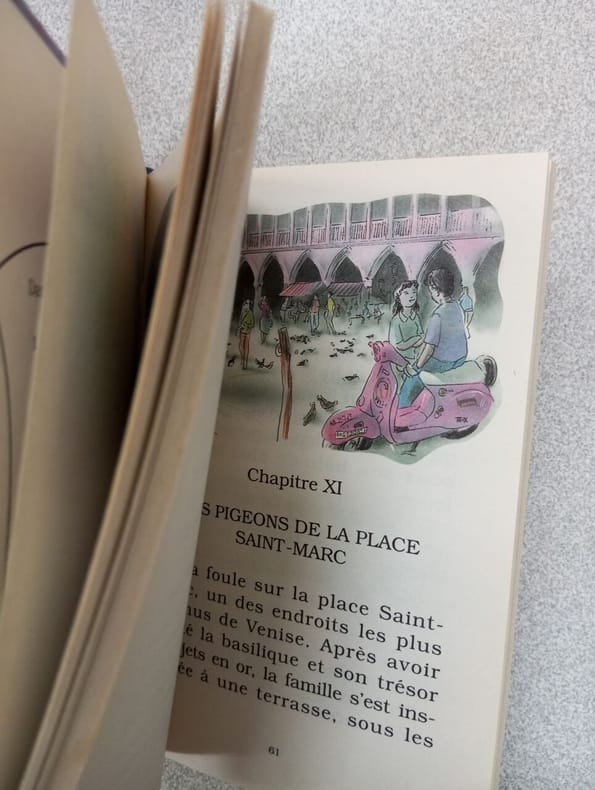 Chapitre XI
S PIGEONS DE LA PLACE
SAINT-MARC
a foule sur la place Saint-
, un des endroits les plus
nus de Venise. Après avoir
é la basilique et son trésor
jets en or, la famille s'est ins-
ée à une terrasse, sous les
61